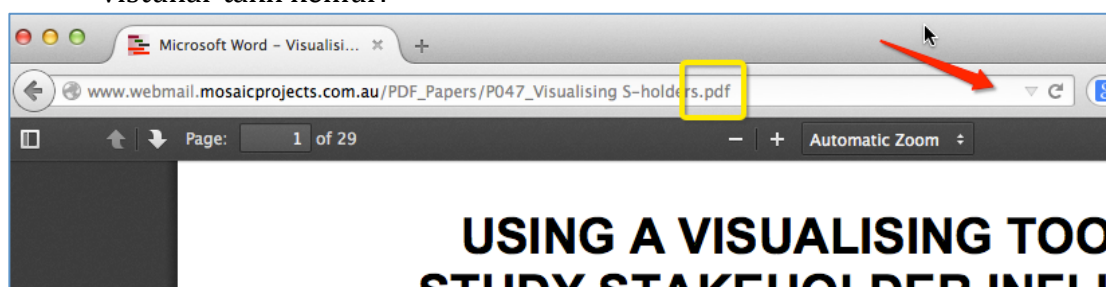 Microsoft Word – Visualisi...
www.webmail.mosaicprojects.com.au/PDF_Papers/P047_Visualising S-holders.pdf
Page: 1 of 29
Automatic Zoom
USING A VISUALISING TOO